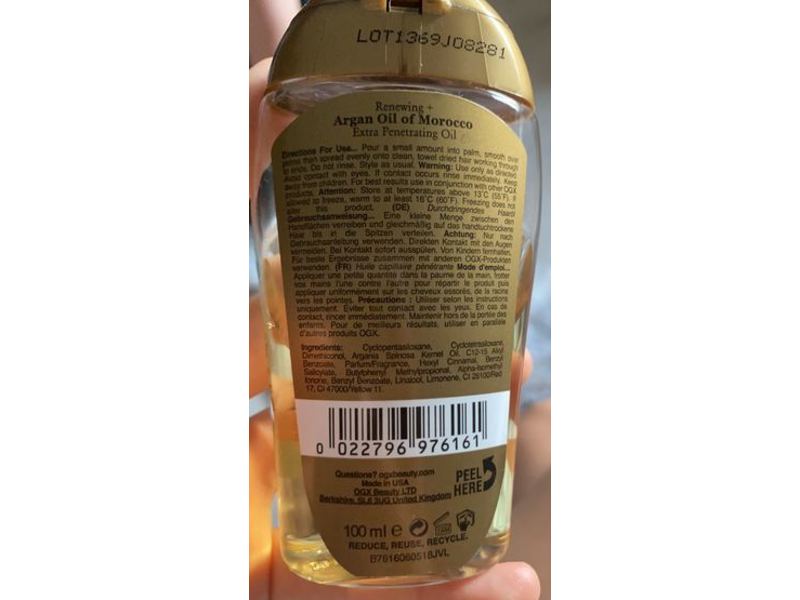 LOT1369J08281
Renewing +
Argan Oil of Morocco
Extra Penetrating Oil
Directions For Use... Pour a small amount into palm, smooth over
palms than spread evenly onto clean, towel dried hair working through
to ends. Do not rinse. Style as usual. Warning: Use only as directed.
Avoid contact with eyes. If contact occurs rinse immediately. Keep
away from children. For best results use in conjunction with other OGX
products. Attention: Store at temperatures above 13˚C (55˚F). If
allowed to freeze, warm to at least 16˚C (60˚F). Freezing does not
alter this product. (DE) Durchdringendes Haaröl
Gebrauchsanweisung... Eine kleine Menge zwischen den
Handflächen verreiben und gleichmäßig auf das handtuchtrockene
Haar bis in die Spitzen verteilen. Achtung: Nur nach
Gebrauchsanleitung verwenden. Direkten Kontakt mit den Augen
vermeiden. Bei Kontakt sofort ausspülen. Von Kindern fernhalten.
Für beste Ergebnisse zusammen mit anderen OGX-Produkten
verwenden. (FR) Huile capillaire pénétrante Mode d'emploi...
Appliquer une petite quantité dans la paume de la main, frotter
vos mains l'une contre l'autre pour répartir le produit puis
appliquer uniformément sur les cheveux essorés, de la racine
vers les pointes. Précautions : Utiliser selon les instructions
uniquement. Éviter tout contact avec les yeux. En cas de
contact, rincer immédiatement. Maintenir hors de la portée des
enfants. Pour de meilleurs résultats, utiliser en parallèle
d'autres produits OGX.
Ingredients: Cyclopentasiloxane, Cyclotetrasiloxane,
Dimethiconol, Argania Spinosa Kernel Oil, C12-15 Alkyl
Benzoate, Parfum/Fragrance, Hexyl Cinnamal, Benzyl
Salicylate, Butylphenyl Methylpropional, Alpha-Isomethyl
Ionone, Benzyl Benzoate, Linalool, Limonene, CI 26100/Red
17, CI 47000/Yellow 11.
0 022796 976161
Questions? ogxbeauty.com
Made in USA
OGX Beauty LTD
Berkshire, SL6 3UG United Kingdom
PEEL
HERE
100 ml e
REDUCE, REUSE, RECYCLE.
B7616060518JVL